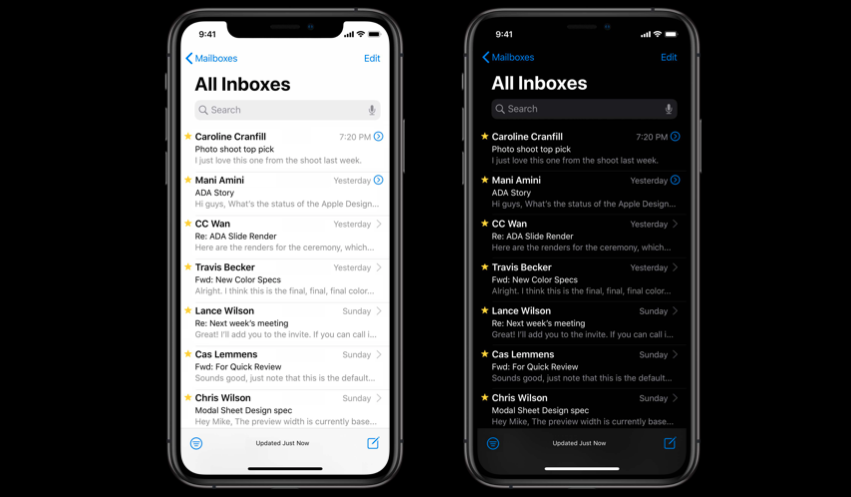 9:41
Mailboxes
Edit
All Inboxes
Search
Caroline Cranfill 7:20 PM
Photo shoot top pick
I just love this one from the shoot last week.
Mani Amini Yesterday
ADA Story
Hi guys, What's the status of the Apple Design...
CC Wan Yesterday
Re: ADA Slide Render
Here are the renders for the ceremony, which...
Travis Becker Yesterday
Fwd: New Color Specs
Alright. I think this is the final, final, final color...
Lance Wilson Sunday
Re: Next week's meeting
Great! I'll add you to the invite. If you can call i...
Cas Lemmens Sunday
Fwd: For Quick Review
Sounds good, just note that this is the default...
Chris Wilson Sunday
Modal Sheet Design spec
Hey Mike, The preview width is currently base...
Updated Just Now
9:41
Mailboxes
Edit
All Inboxes
Search
Caroline Cranfill 7:20 PM
Photo shoot top pick
I just love this one from the shoot last week.
Mani Amini Yesterday
ADA Story
Hi guys, What's the status of the Apple Design...
CC Wan Yesterday
Re: ADA Slide Render
Here are the renders for the ceremony, which...
Travis Becker Yesterday
Fwd: New Color Specs
Alright. I think this is the final, final, final color...
Lance Wilson Sunday
Re: Next week's meeting
Great! I'll add you to the invite. If you can call i...
Cas Lemmens Sunday
Fwd: For Quick Review
Sounds good, just note that this is the default...
Chris Wilson Sunday
Modal Sheet Design spec
Hey Mike, The preview width is currently base...
Updated Just Now